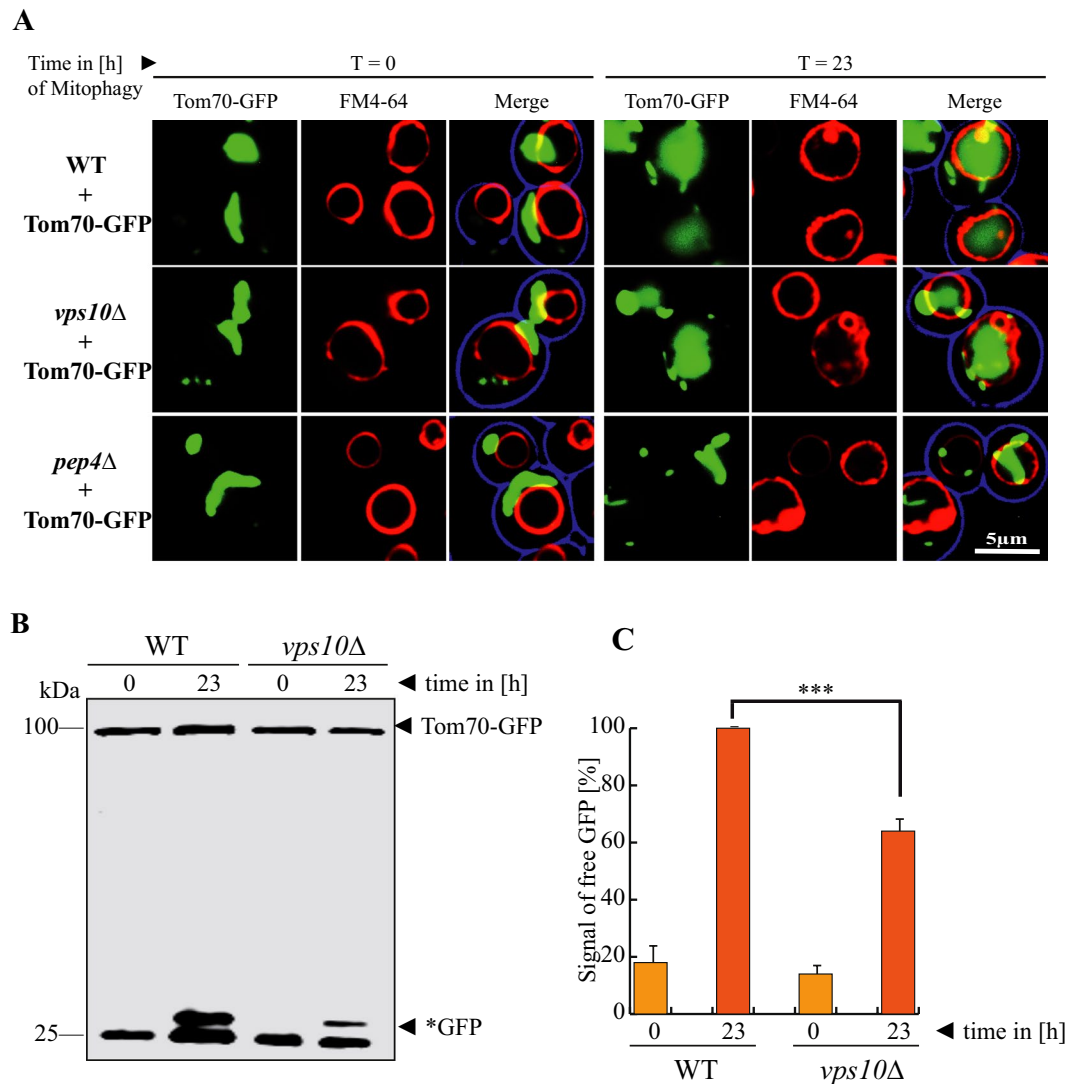 A
Time in [h] ►
of Mitophagy
T = 0
T = 23
Tom70-GFP FM4-64 Merge Tom70-GFP FM4-64 Merge
WT
+
Tom70-GFP
vps10Δ
+
Tom70-GFP
pep4Δ
+
Tom70-GFP
5μm
B
WT vps10Δ
kDa 0 23 0 23 ◄ time in [h]
100 ◄ Tom70-GFP
25 ◄ *GFP
C
***
Signal of free GFP [%]
100
80
60
40
20
0
0 23 0 23 ◄ time in [h]
WT vps10Δ